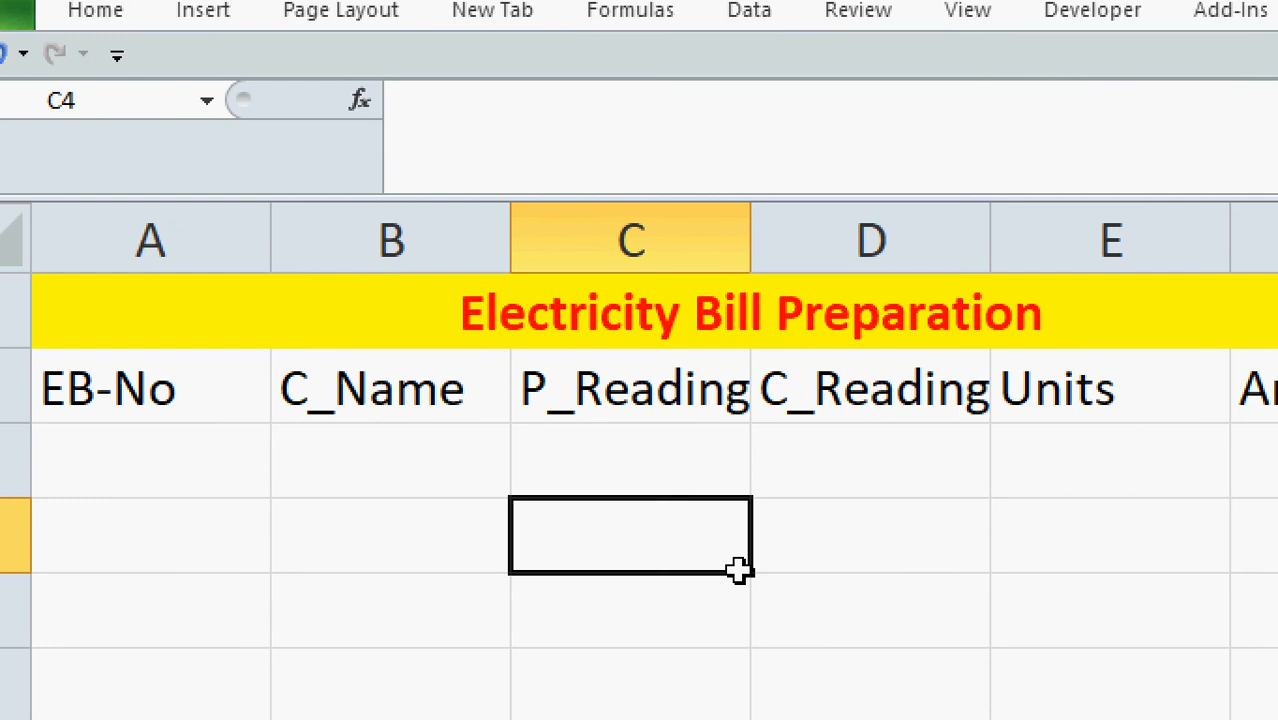 Home Insert Page Layout New Tab Formulas Data Review View Developer Add-Ins
C4 fx
A B C D E
Electricity Bill Preparation
EB-No C_Name P_Reading C_Reading Units